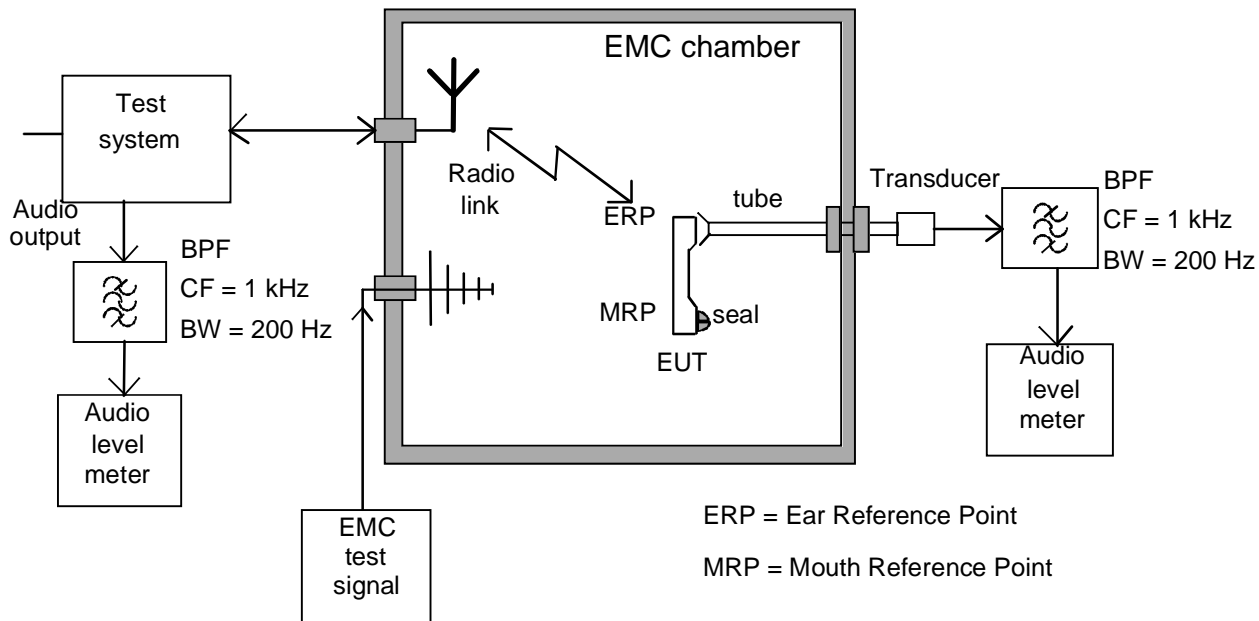 EMC chamber
Test
system
Radio
link
Audio
output
BPF
CF = 1 kHz
BW = 200 Hz
Audio
level
meter
EMC
test
signal
ERP
tube
MRP
seal
EUT
Transducer
BPF
CF = 1 kHz
BW = 200 Hz
Audio
level
meter
ERP = Ear Reference Point
MRP = Mouth Reference Point